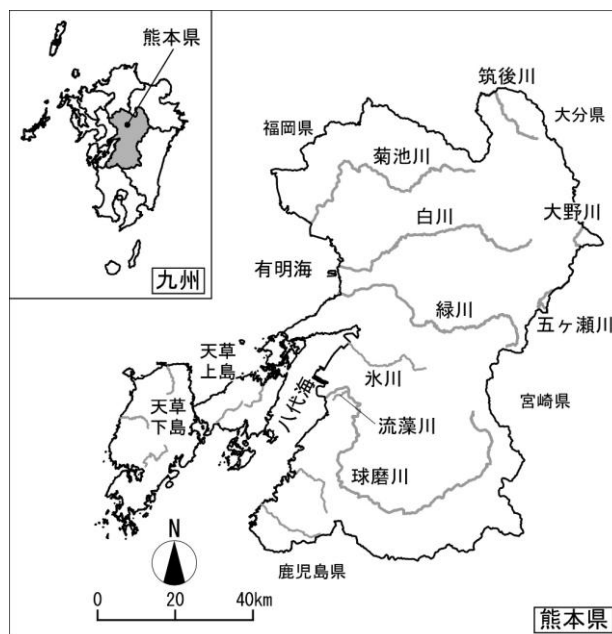 熊本県
九州
筑後川
大分県
福岡県
菊池川
白川
大野川
有明海
緑川
五ヶ瀬川
天草
上島
八代海
氷川
宮崎県
天草
下島
流藻川
球磨川
N
鹿児島県
0 20 40km
熊本県